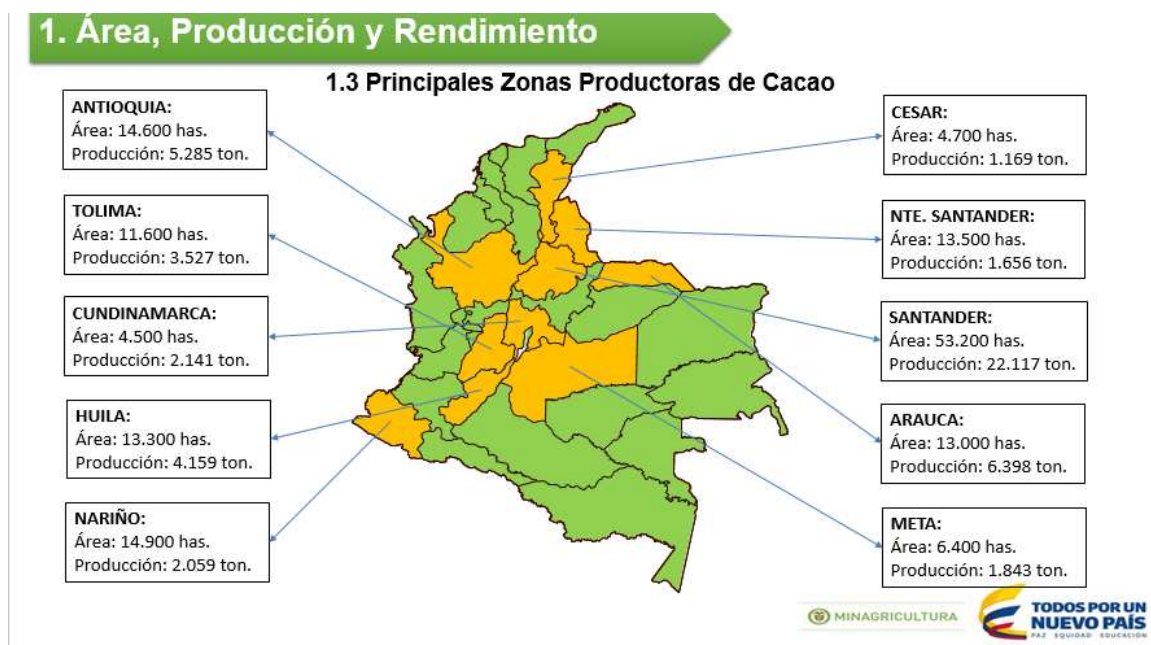 1. Área, Producción y Rendimiento
1.3 Principales Zonas Productoras de Cacao
ANTIOQUIA:
Área: 14.600 has.
Producción: 5.285 ton.
TOLIMA:
Área: 11.600 has.
Producción: 3.527 ton.
CUNDINAMARCA:
Área: 4.500 has.
Producción: 2.141 ton.
HUILA:
Área: 13.300 has.
Producción: 4.159 ton.
NARIÑO:
Área: 14.900 has.
Producción: 2.059 ton.
CESAR:
Área: 4.700 has.
Producción: 1.169 ton.
NTE. SANTANDER:
Área: 13.500 has.
Producción: 1.656 ton.
SANTANDER:
Área: 53.200 has.
Producción: 22.117 ton.
ARAUCA:
Área: 13.000 has.
Producción: 6.398 ton.
META:
Área: 6.400 has.
Producción: 1.843 ton.
MINAGRICULTURA
TODOS POR UN
NUEVO PAÍS
PAZ EQUIDAD EDUCACIÓN